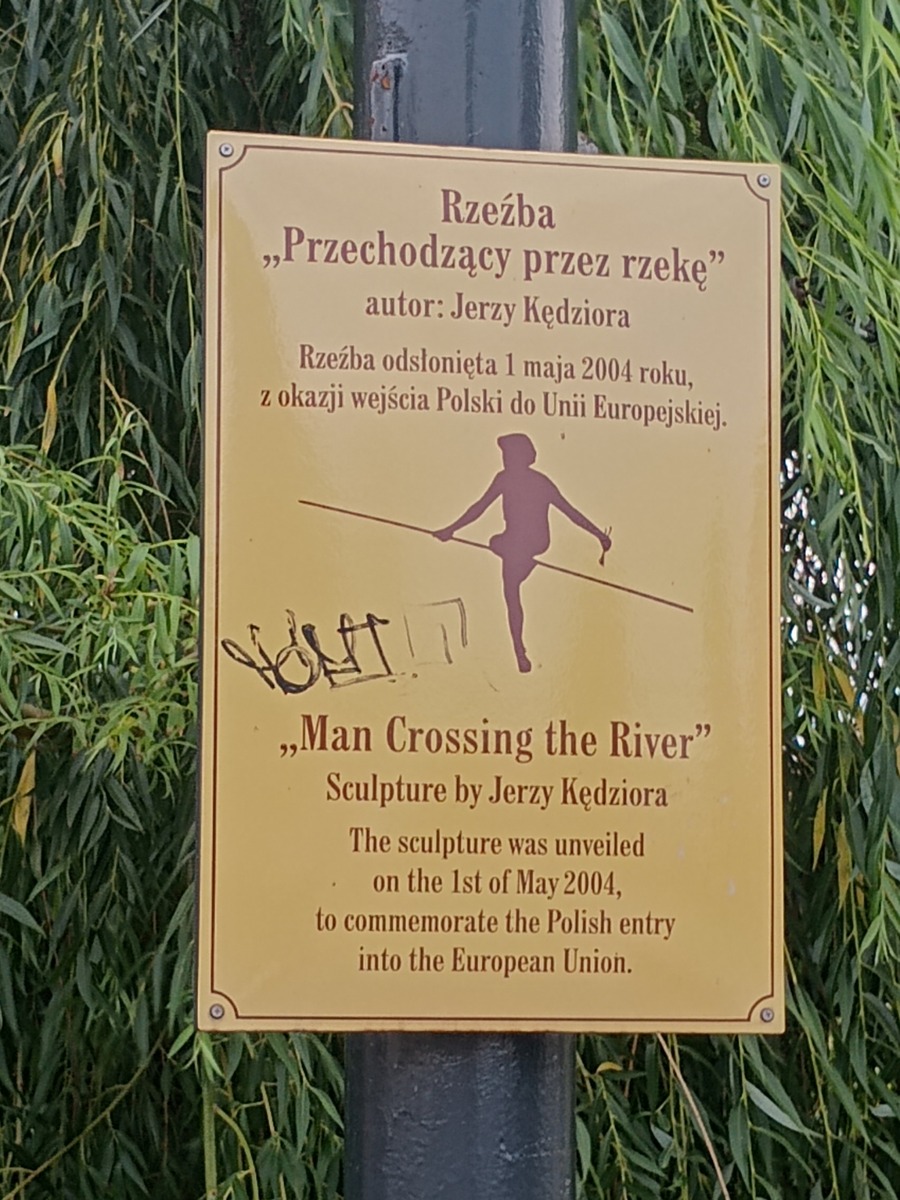 Rzeźba
„Przechodzący przez rzekę”
autor: Jerzy Kędziora
Rzeźba odsłonięta 1 maja 2004 roku,
z okazji wejścia Polski do Unii Europejskiej.
„Man Crossing the River”
Sculpture by Jerzy Kędziora
The sculpture was unveiled
on the 1st of May 2004,
to commemorate the Polish entry
into the European Union.